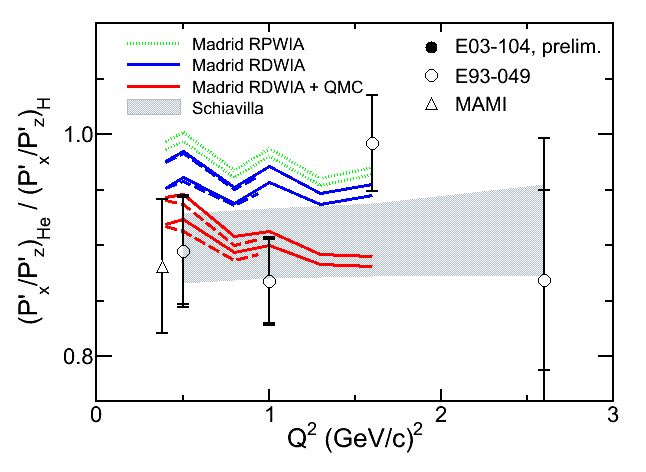 Madrid RPWIA
Madrid RDWIA
Madrid RDWIA + QMC
Schiavilla
E03-104, prelim.
E93-049
MAMI
(P'x/P'z)He / (P'x/P'z)H
1.0
0.8
0
1
2
3
Q² (GeV/c)²